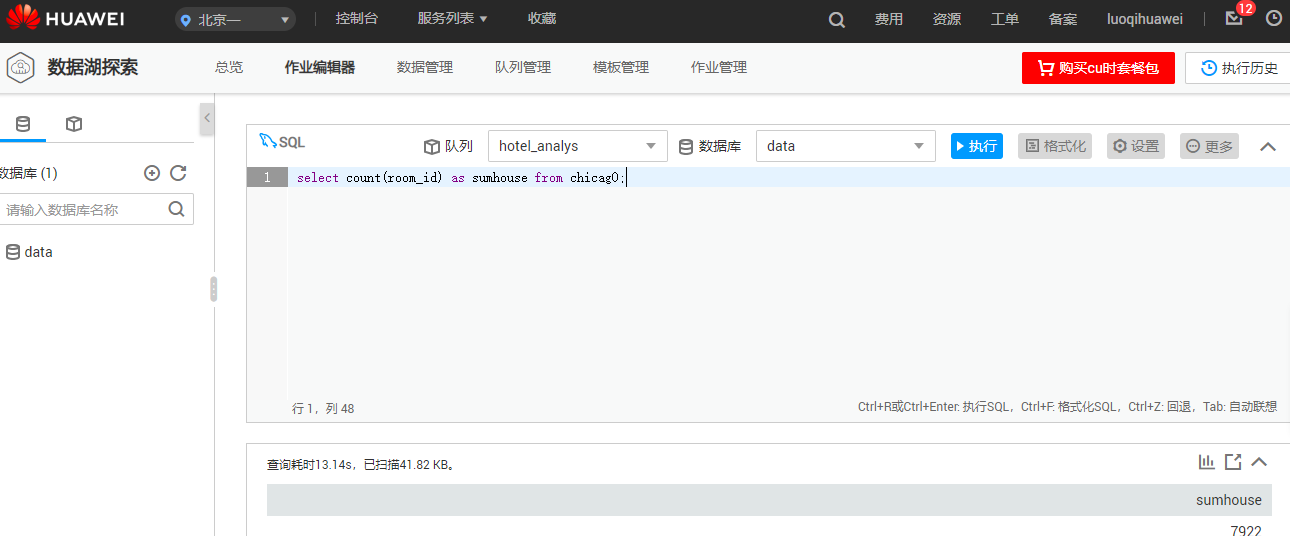 HUAWEI 北京一 控制台 服务列表 收藏 费用 资源 工单 备案 luoqihuawei 12
数据湖探索 总览 作业编辑器 数据管理 队列管理 模板管理 作业管理 购买cu时套餐包 执行历史
SQL 队列 hotel_analys 数据库 data 执行 格式化 设置 更多
数据库 (1)
1 select count(room_id) as sumhouse from chicag0;
请输入数据库名称
data
行 1，列 48 Ctrl+R或Ctrl+Enter: 执行SQL，Ctrl+F: 格式化SQL，Ctrl+Z: 回退，Tab: 自动联想
查询耗时13.14s，已扫描41.82 KB。
sumhouse
7922